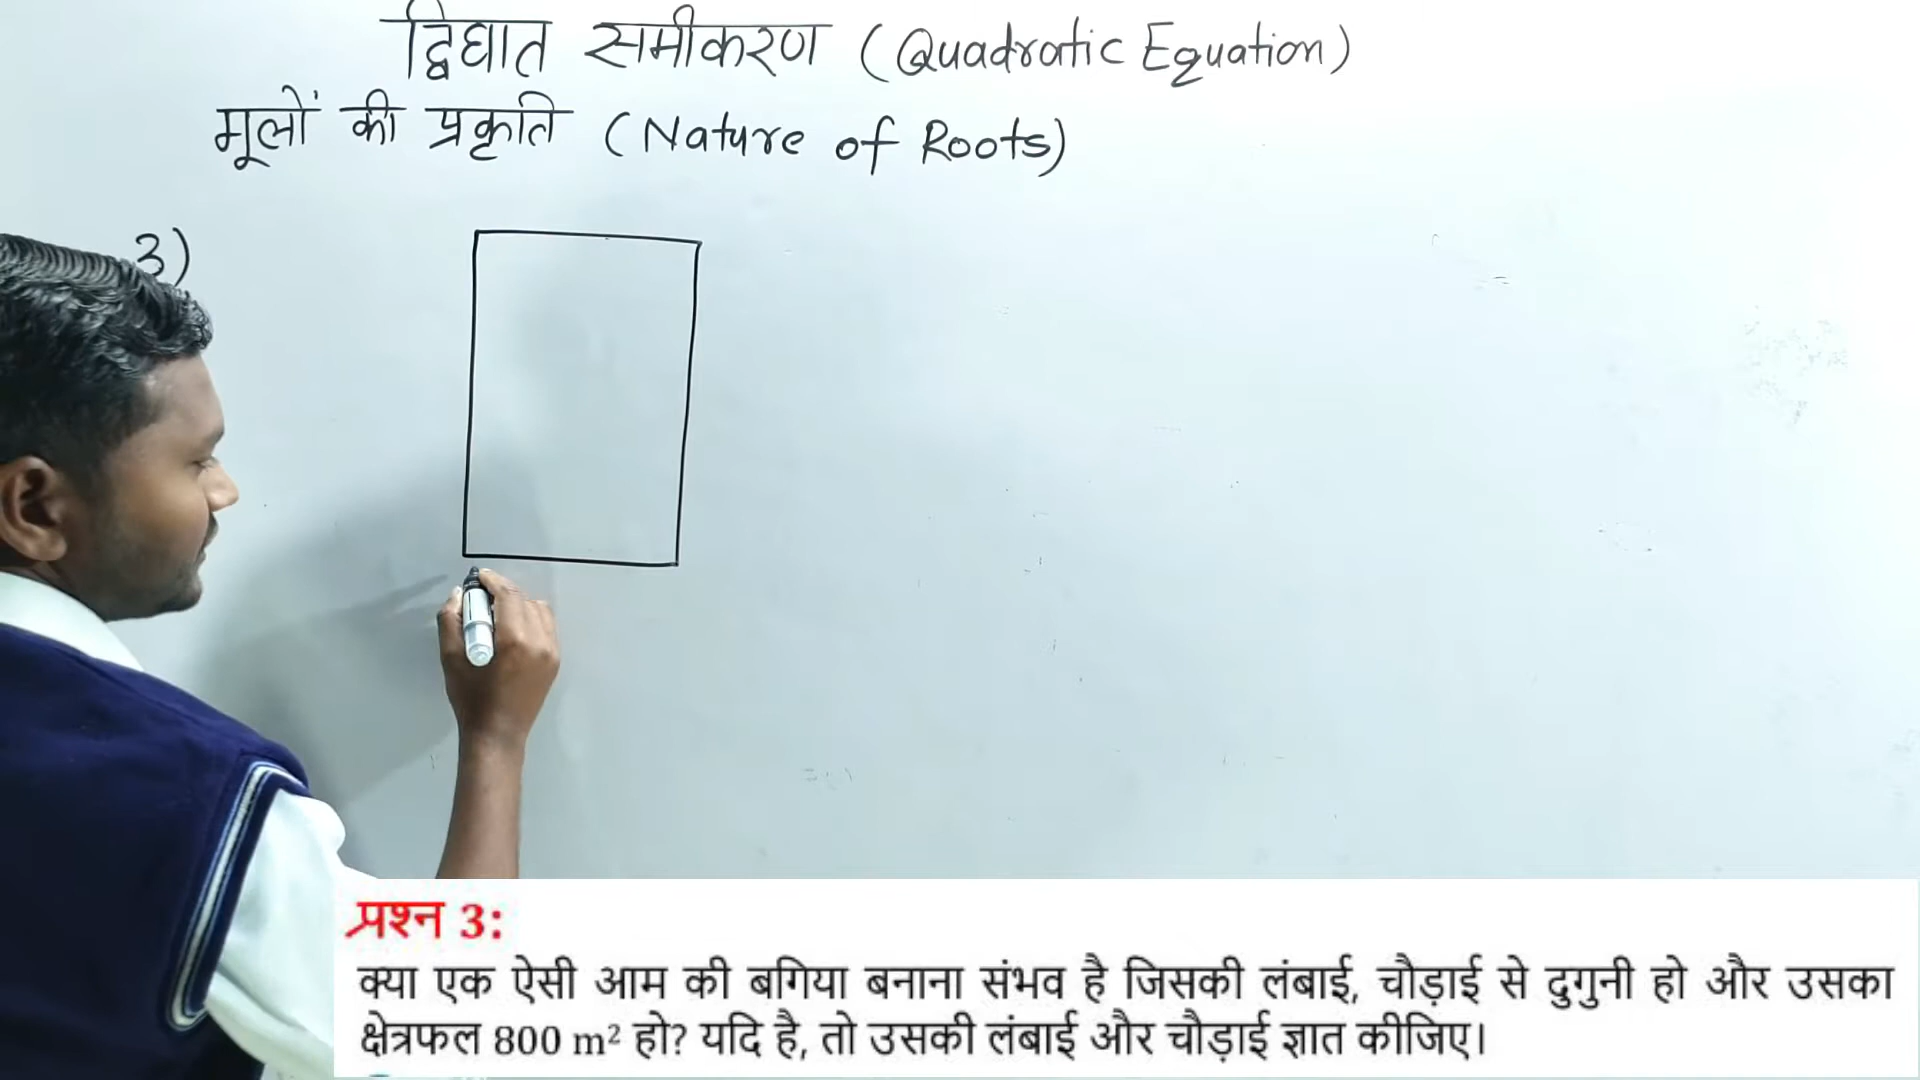 द्विघात समीकरण (Quadratic Equation)
मूलों की प्रकृति (Nature of Roots)
3)
प्रश्न 3:
क्या एक ऐसी आम की बगिया बनाना संभव है जिसकी लंबाई, चौड़ाई से दुगुनी हो और उसका
क्षेत्रफल 800 m² हो? यदि है, तो उसकी लंबाई और चौड़ाई ज्ञात कीजिए।